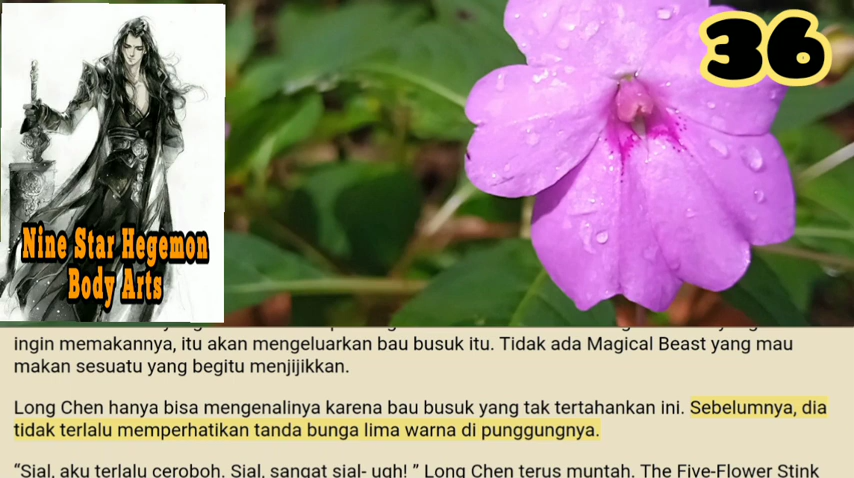 36
Nine Star Hegemon
Body Arts
ingin memakannya, itu akan mengeluarkan bau busuk itu. Tidak ada Magical Beast yang mau
makan sesuatu yang begitu menjijikkan.
Long Chen hanya bisa mengenalinya karena bau busuk yang tak tertahankan ini. Sebelumnya, dia
tidak terlalu memperhatikan tanda bunga lima warna di punggungnya.
“Sial, aku terlalu ceroboh. Sial, sangat sial- ugh! ” Long Chen terus muntah. The Five-Flower Stink